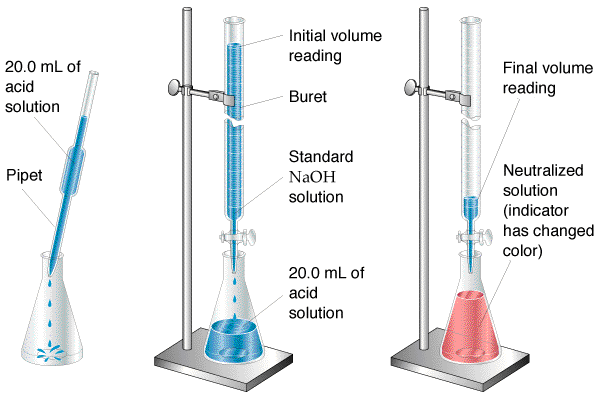 20.0 mL of
acid
solution
Pipet
Initial volume
reading
Buret
Standard
NaOH
solution
20.0 mL of
acid
solution
Final volume
reading
Neutralized
solution
(indicator
has changed
color)